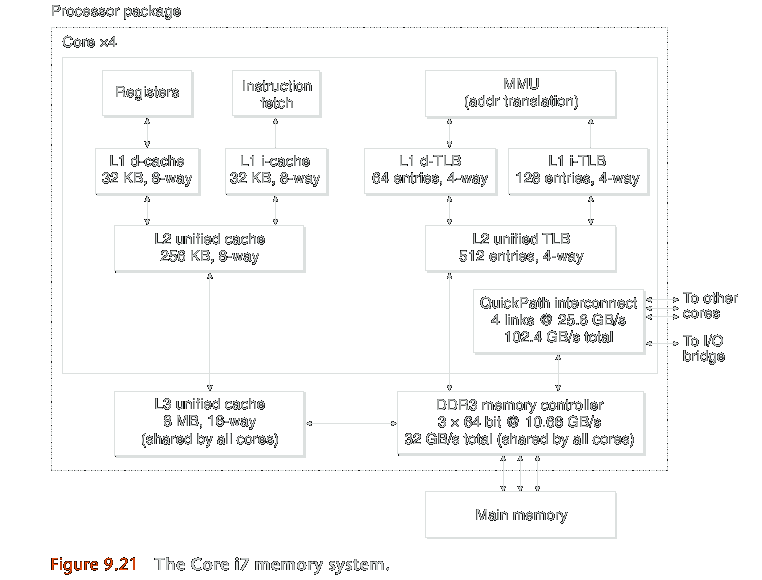 Processor package
Core ×4
Registers
Instruction
fetch
MMU
(addr translation)
L1 d-cache
32 KB, 8-way
L1 i-cache
32 KB, 8-way
L1 d-TLB
64 entries, 4-way
L1 i-TLB
128 entries, 4-way
L2 unified cache
256 KB, 8-way
L2 unified TLB
512 entries, 4-way
QuickPath interconnect
4 links @ 25.6 GB/s
102.4 GB/s total
To other
cores
To I/O
bridge
L3 unified cache
8 MB, 16-way
(shared by all cores)
DDR3 memory controller
3 × 64 bit @ 10.66 GB/s
32 GB/s total (shared by all cores)
Main memory
Figure 9.21 The Core i7 memory system.